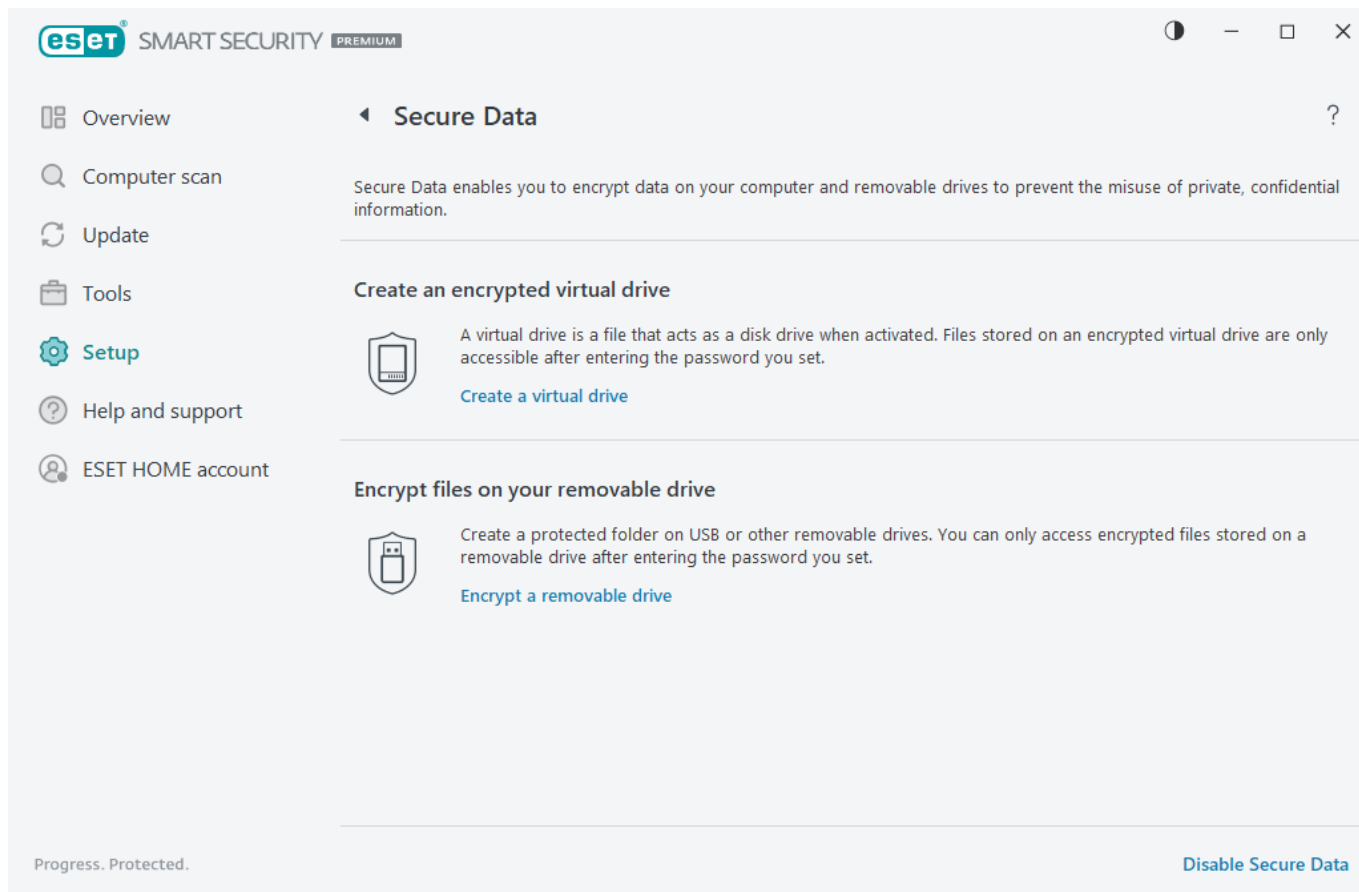 eset® SMART SECURITY PREMIUM
Overview
Computer scan
Update
Tools
Setup
Help and support
ESET HOME account
Secure Data
?
Secure Data enables you to encrypt data on your computer and removable drives to prevent the misuse of private, confidential
information.
Create an encrypted virtual drive
A virtual drive is a file that acts as a disk drive when activated. Files stored on an encrypted virtual drive are only
accessible after entering the password you set.
Create a virtual drive
Encrypt files on your removable drive
Create a protected folder on USB or other removable drives. You can only access encrypted files stored on a
removable drive after entering the password you set.
Encrypt a removable drive
Progress. Protected.
Disable Secure Data